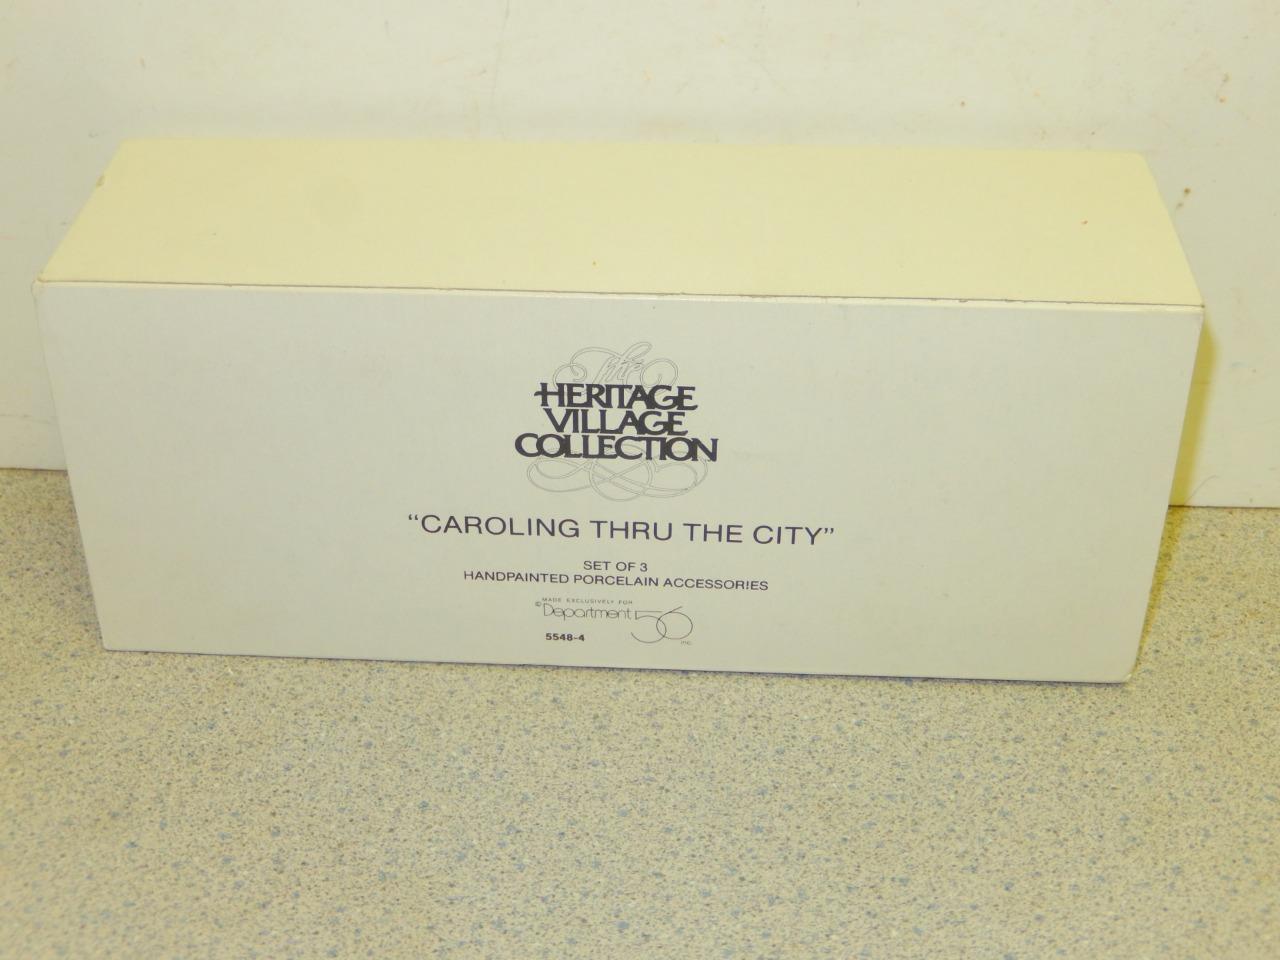 The
HERITAGE
VILLAGE
COLLECTION
“CAROLING THRU THE CITY”
SET OF 3
HANDPAINTED PORCELAIN ACCESSORIES
MADE EXCLUSIVELY FOR
©Department 56 INC.
5548-4